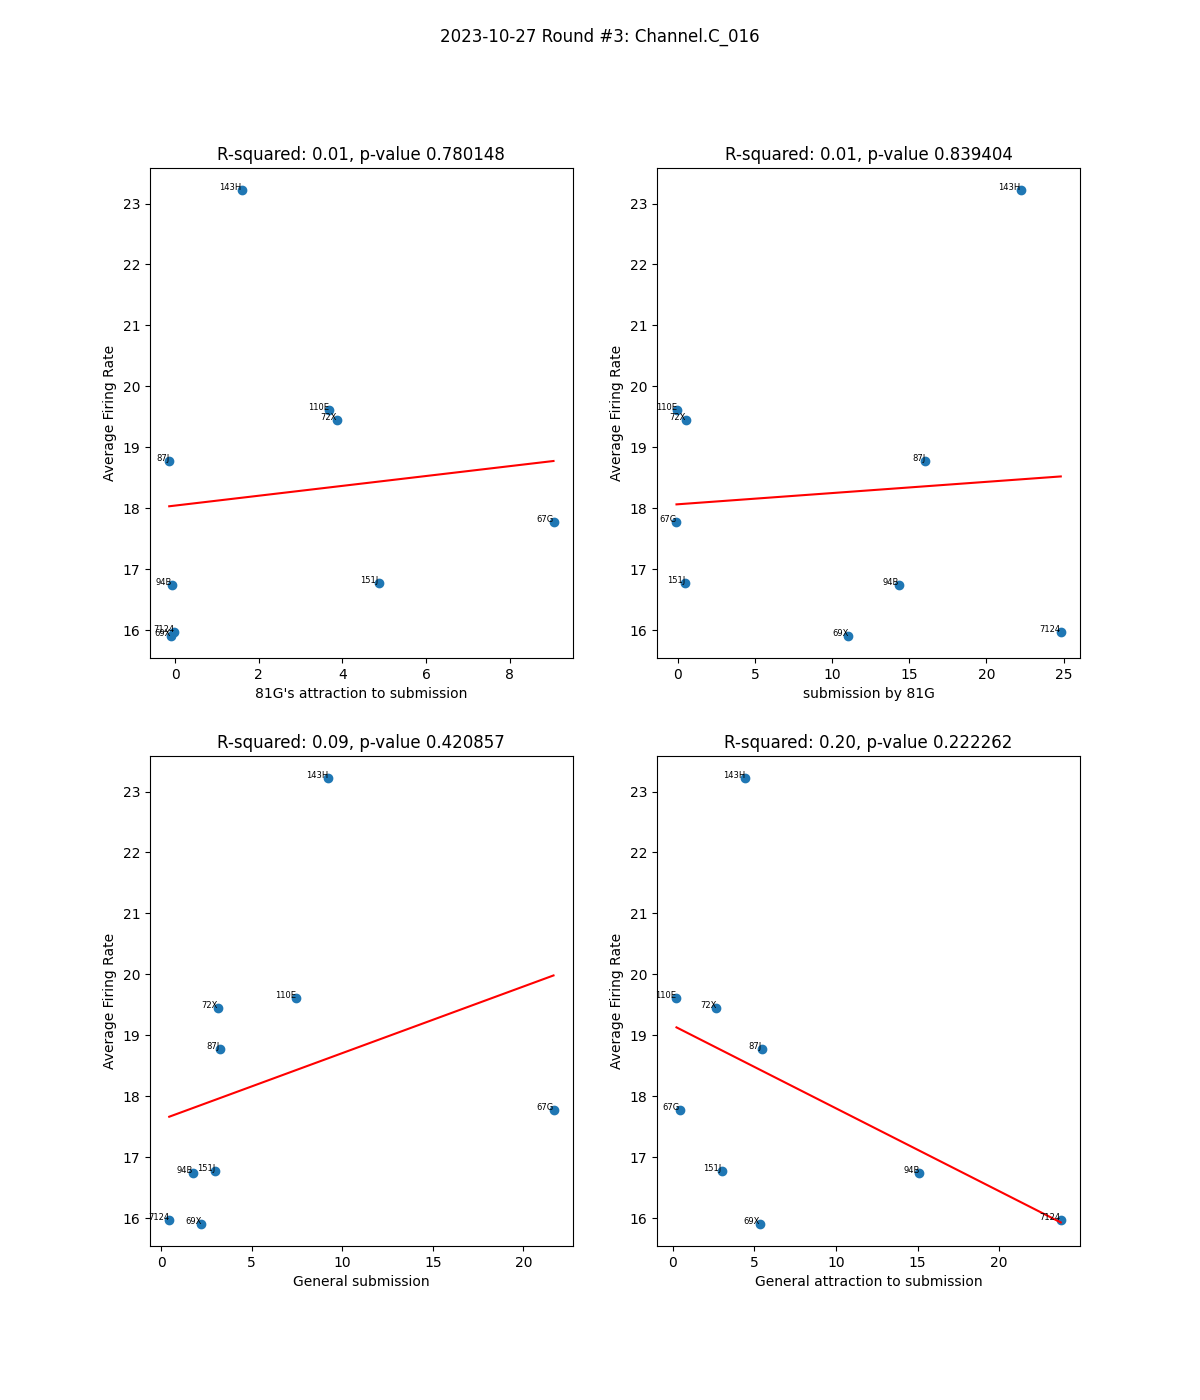 2023-10-27 Round #3: Channel.C_016
R-squared: 0.01, p-value 0.780148
Average Firing Rate
23
22
21
20
19
18
17
16
143H
110E
72X
87J
67G
94B
151J
7124
69X
0 2 4 6 8
81G's attraction to submission
R-squared: 0.01, p-value 0.839404
Average Firing Rate
23
22
21
20
19
18
17
16
143H
110E
72X
87J
67G
151J
94B
69X
7124
0 5 10 15 20 25
submission by 81G
R-squared: 0.09, p-value 0.420857
Average Firing Rate
23
22
21
20
19
18
17
16
143H
110E
72X
87J
67G
94B 151J
7124 69X
0 5 10 15 20
General submission
R-squared: 0.20, p-value 0.222262
Average Firing Rate
23
22
21
20
19
18
17
16
143H
110E
72X
87J
67G
151J
94B
69X
7124
0 5 10 15 20
General attraction to submission